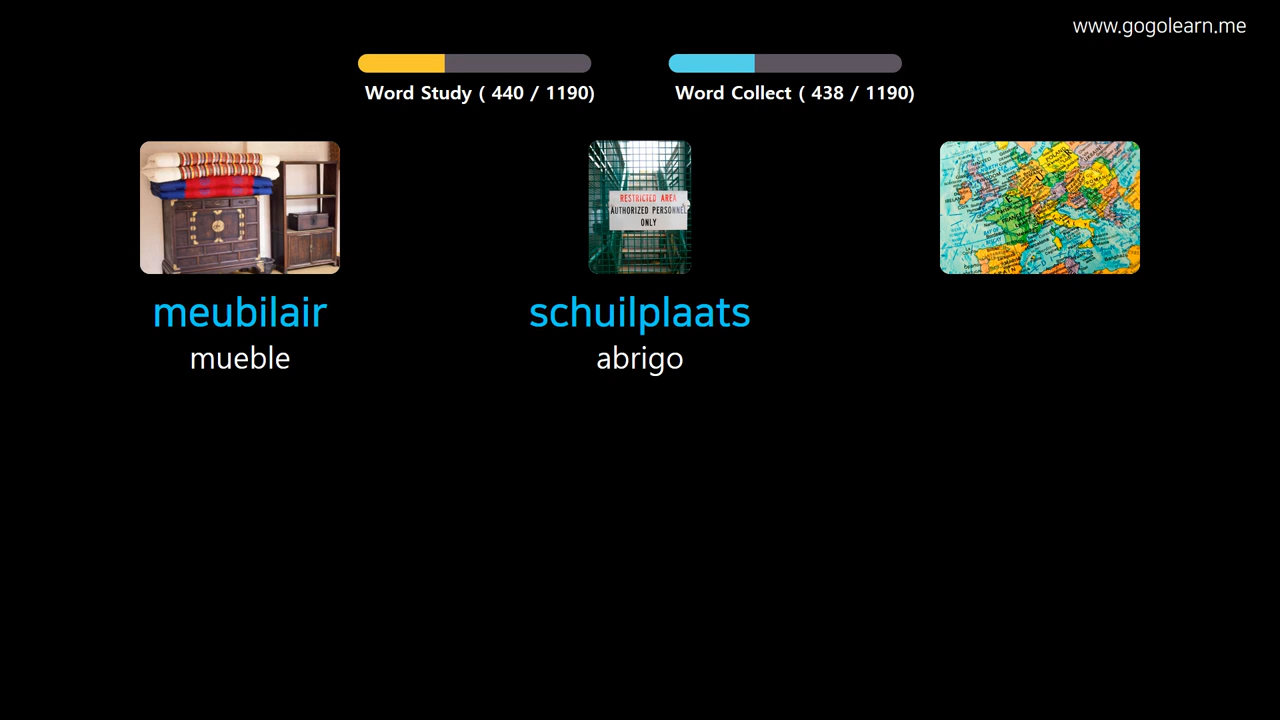 www.gogolearn.me
Word Study ( 440 / 1190)
Word Collect ( 438 / 1190)
RESTRICTED AREA
AUTHORIZED PERSONNEL
ONLY
meubilair
schuilplaats
mueble
abrigo